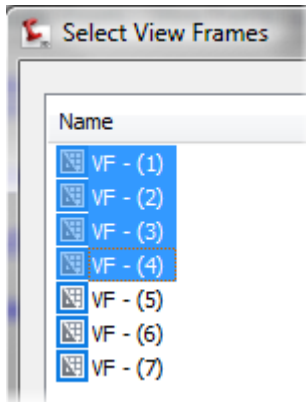 Select View Frames
Name
VF - (1)
VF - (2)
VF - (3)
VF - (4)
VF - (5)
VF - (6)
VF - (7)